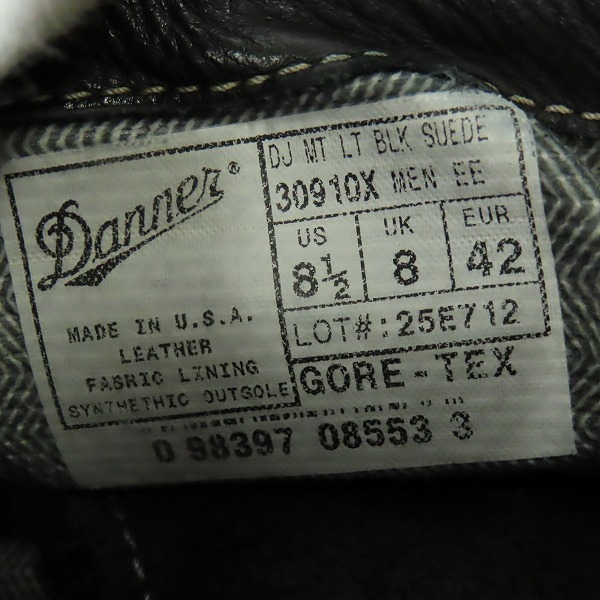 Danner®
MADE IN U.S.A.
LEATHER
FABRIC LINING
SYNTHETHIC OUTSOLE
DJ MT LT BLK SUEDE
30910X MEN EE
US UK EUR
8½ 8 42
LOT#: 25E712
GORE-TEX
0 98397 08553 3